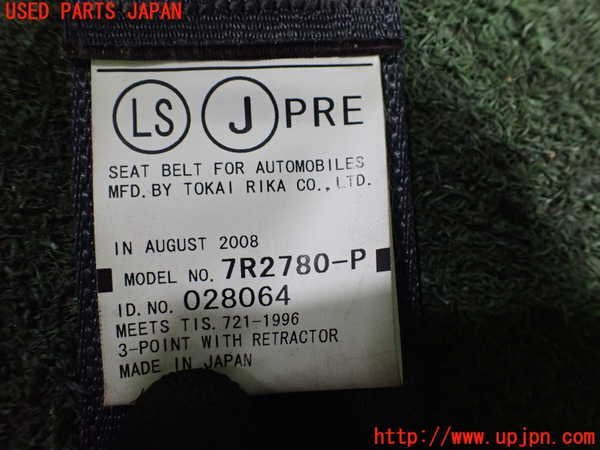 USED PARTS JAPAN
LS J PRE
SEAT BELT FOR AUTOMOBILES
MFD. BY TOKAI RIKA CO., LTD.
IN AUGUST 2008
MODEL NO. 7R2780-P
ID. NO. 028064
MEETS TIS. 721-1996
3-POINT WITH RETRACTOR
MADE IN JAPAN
http://www.upjpn.com/